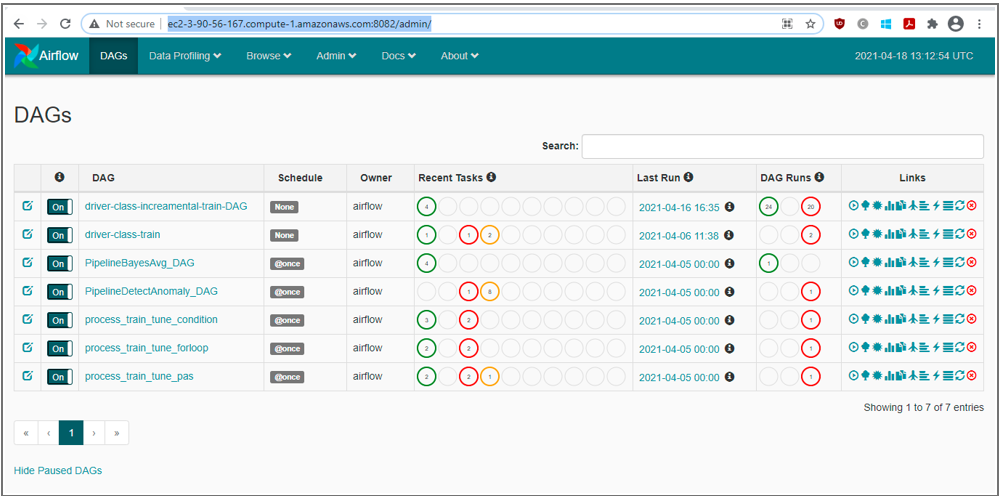 Not secure | ec2-3-90-56-167.compute-1.amazonaws.com:8082/admin/
Airflow DAGs Data Profiling Browse Admin Docs About 2021-04-18 13:12:54 UTC
DAGs
Search:
DAG Schedule Owner Recent Tasks Last Run DAG Runs Links
On driver-class-increamental-train-DAG None airflow 4 2021-04-16 16:35 24 20
On driver-class-train None airflow 1 1 2 2021-04-06 11:38 2
On PipelineBayesAvg_DAG @once airflow 4 2021-04-05 00:00 1
On PipelineDetectAnomaly_DAG @once airflow 1 8 2021-04-05 00:00 1
On process_train_tune_condition @once airflow 3 2 2021-04-05 00:00 1
On process_train_tune_forloop @once airflow 2 2 2021-04-05 00:00 1
On process_train_tune_pas @once airflow 2 2 1 2021-04-05 00:00 1
Showing 1 to 7 of 7 entries
« ‹ 1 › »
Hide Paused DAGs